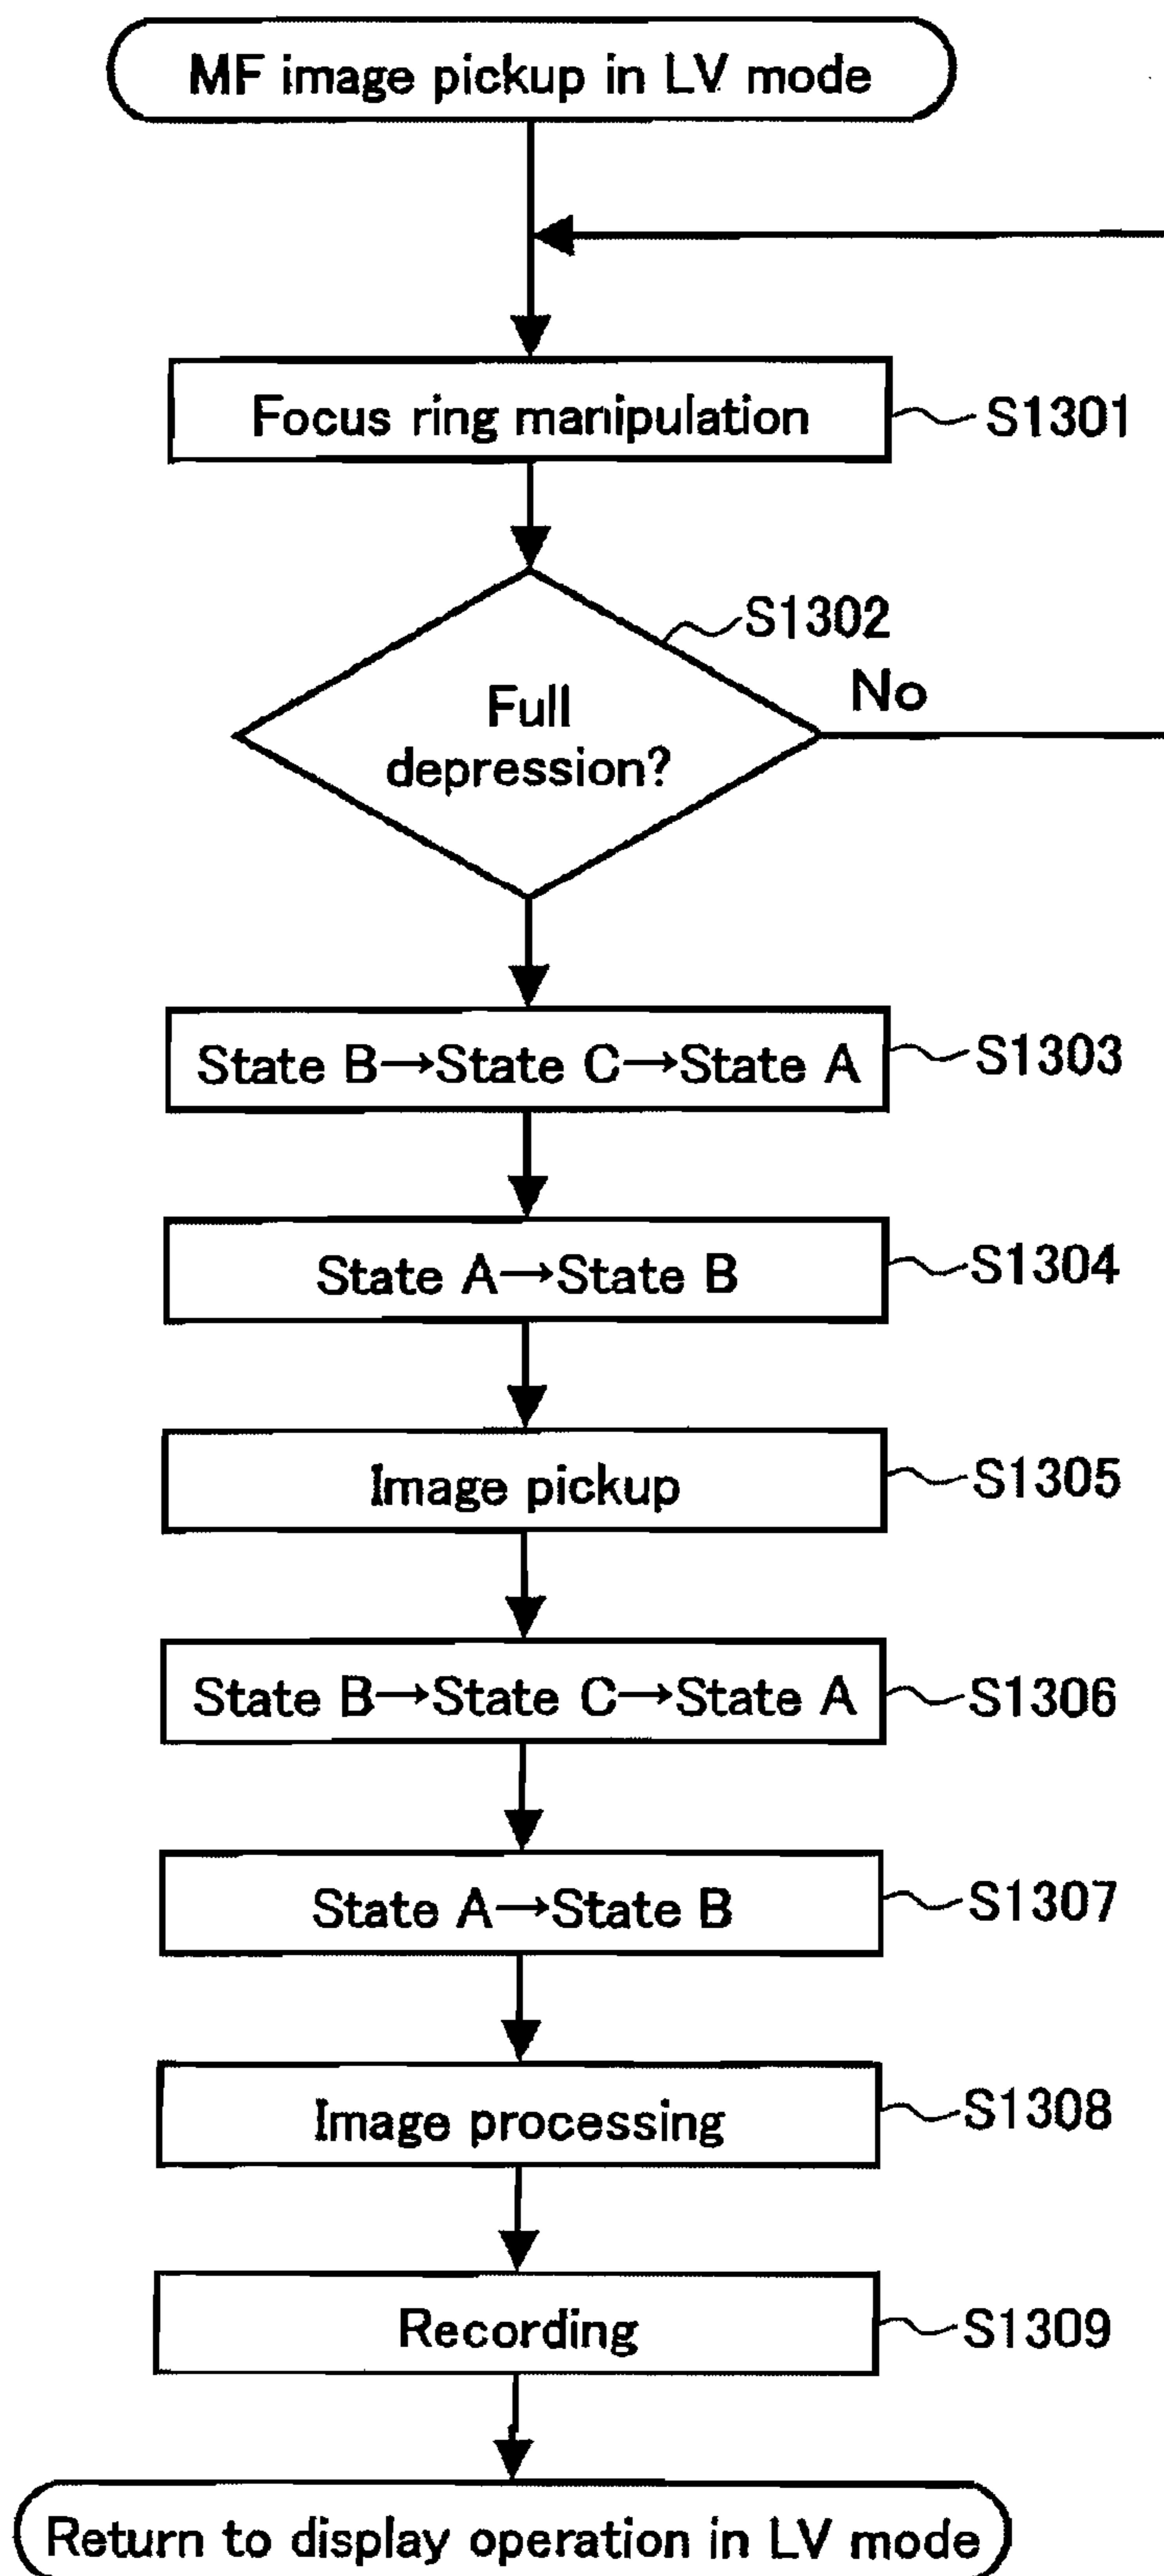 MF image pickup in LV mode
Focus ring manipulation
S1301
S1302
No
Full
depression?
State B→State C→State A
S1303
State A→State B
S1304
Image pickup
S1305
State B→State C→State A
S1306
State A→State B
S1307
Image processing
S1308
Recording
S1309
Return to display operation in LV mode